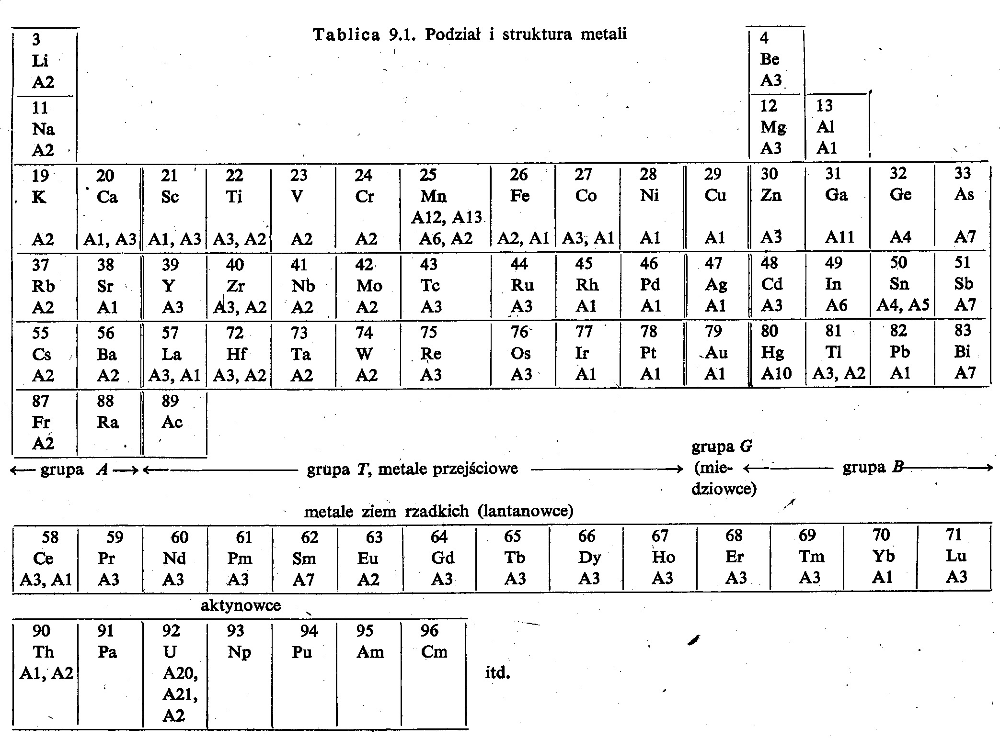 Tablica 9.1. Podział i struktura metali
3 4
Li Be
A2 A3
11 12 13
Na Mg Al
A2 A3 A1
19 20 21 22 23 24 25 26 27 28 29 30 31 32 33
K Ca Sc Ti V Cr Mn Fe Co Ni Cu Zn Ga Ge As
A12, A13
A2 A1, A3 A1, A3 A3, A2 A2 A2 A6, A2 A2, A1 A3, A1 A1 A1 A3 A11 A4 A7
37 38 39 40 41 42 43 44 45 46 47 48 49 50 51
Rb Sr Y Zr Nb Mo Tc Ru Rh Pd Ag Cd In Sn Sb
A2 A1 A3 A3, A2 A2 A2 A3 A3 A1 A1 A1 A3 A6 A4, A5 A7
55 56 57 72 73 74 75 76 77 78 79 80 81 82 83
Cs Ba La Hf Ta W Re Os Ir Pt Au Hg Tl Pb Bi
A2 A2 A3, A1 A3, A2 A2 A2 A3 A3 A1 A1 A1 A10 A3, A2 A1 A7
87 88 89
Fr Ra Ac
A2
grupa A grupa T, metale przejściowe grupa G
(mie-
dziowce) grupa B
metale ziem rzadkich (lantanowce)
58 59 60 61 62 63 64 65 66 67 68 69 70 71
Ce Pr Nd Pm Sm Eu Gd Tb Dy Ho Er Tm Yb Lu
A3, A1 A3 A3 A3 A7 A2 A3 A3 A3 A3 A3 A3 A1 A3
aktynowce
90 91 92 93 94 95 96
Th Pa U Np Pu Am Cm
A1, A2 A20, itd.
A21,
A2